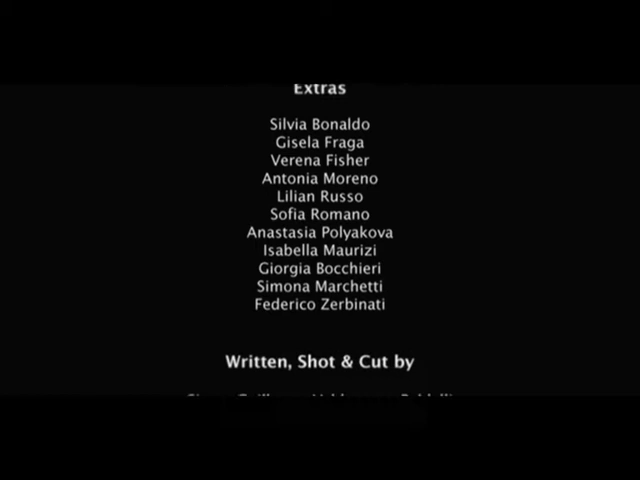 Extras
Silvia Bonaldo
Gisela Fraga
Verena Fisher
Antonia Moreno
Lilian Russo
Sofia Romano
Anastasia Polyakova
Isabella Maurizi
Giorgia Bocchieri
Simona Marchetti
Federico Zerbinati
Written, Shot & Cut by